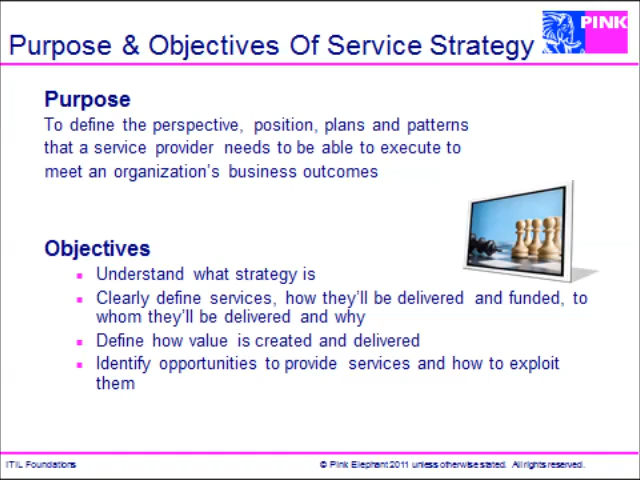 Purpose & Objectives Of Service Strategy
PINK
Purpose
To define the perspective, position, plans and patterns
that a service provider needs to be able to execute to
meet an organization's business outcomes
Objectives
Understand what strategy is
Clearly define services, how they'll be delivered and funded, to
whom they'll be delivered and why
Define how value is created and delivered
Identify opportunities to provide services and how to exploit
them
ITIL Foundations
© Pink Elephant 2011 unless otherwise stated. All rights reserved.